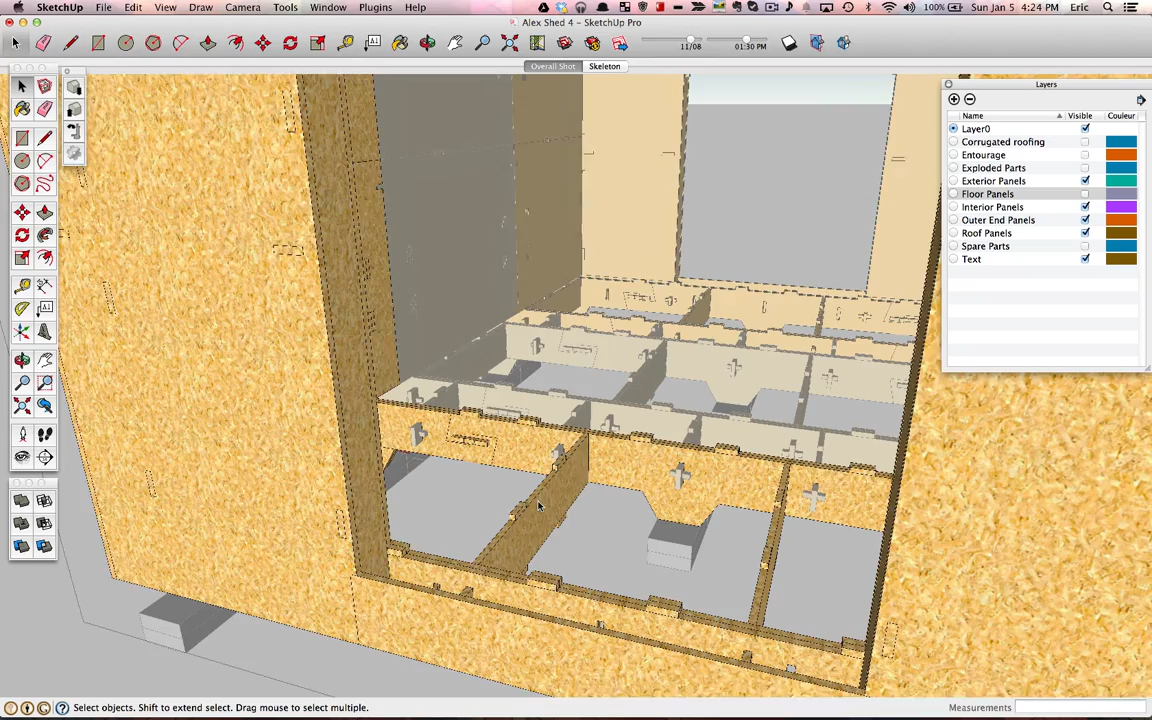 SketchUp File Edit View Draw Camera Tools Window Plugins Help 100% Sun Jan 5 4:24 PM Eric
Alex Shed 4 – SketchUp Pro
A1 11/08 01:30 PM
Overall Shot Skeleton
Layers
Name Visible Couleur
Layer0
Corrugated roofing
Entourage
Exploded Parts
Exterior Panels
Floor Panels
Interior Panels
Outer End Panels
Roof Panels
Spare Parts
Text
A1
Select objects. Shift to extend select. Drag mouse to select multiple. Measurements